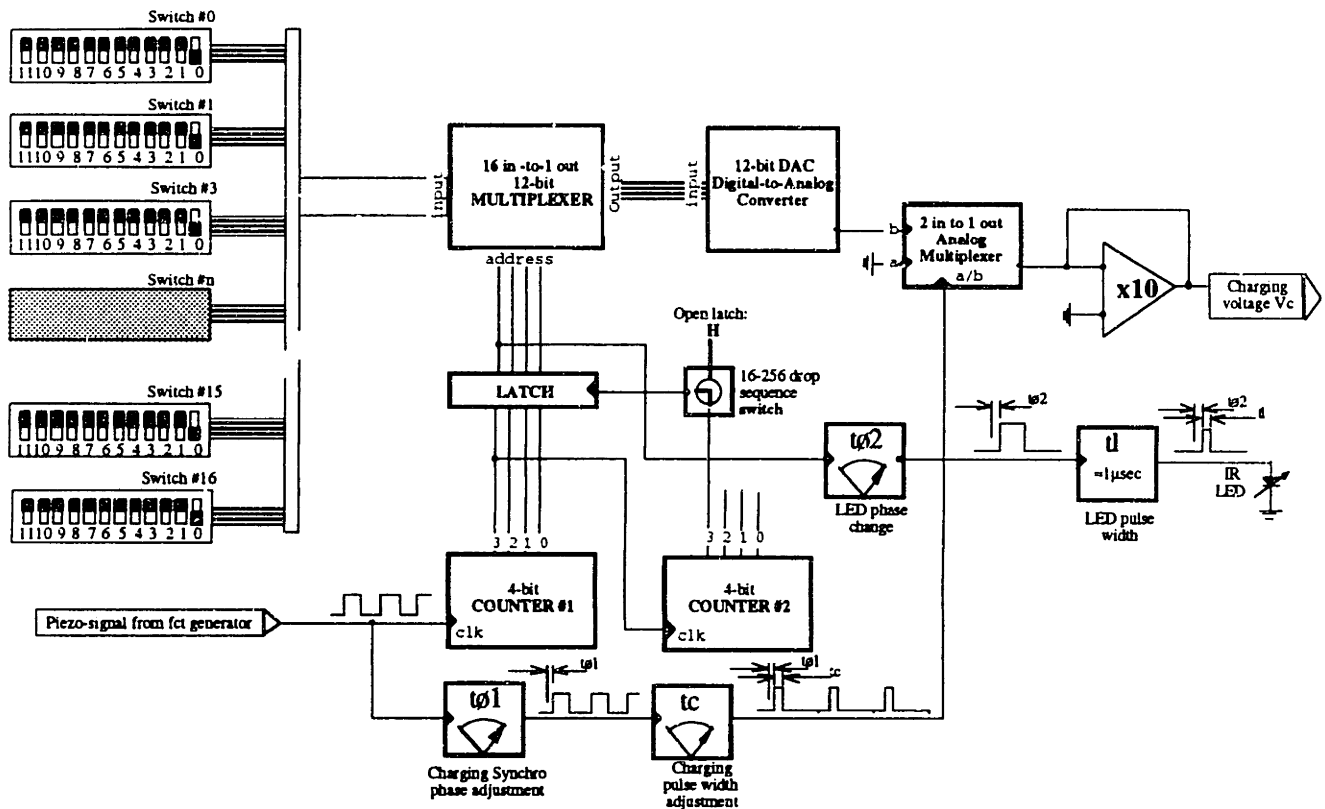 Switch #0
11 10 9 8 7 6 5 4 3 2 1 0
Switch #1
11 10 9 8 7 6 5 4 3 2 1 0
Switch #3
11 10 9 8 7 6 5 4 3 2 1 0
Switch #n
Switch #15
11 10 9 8 7 6 5 4 3 2 1 0
Switch #16
11 10 9 8 7 6 5 4 3 2 1 0
input
16 in -to-1 out
12-bit
MULTIPLEXER
Output
address
input
12-bit DAC
Digital-to-Analog
Converter
b
a
2 in to 1 out
Analog
Multiplexer
a/b
x10
Charging
voltage Vc
Open latch:
H
LATCH
16-256 drop
sequence
switch
tø2
LED phase
change
tø2
tl
=1µsec
LED pulse
width
tø2
tl
IR
LED
3 2 1 0
4-bit
COUNTER #1
clk
3 2 1 0
4-bit
COUNTER #2
clk
Piezo-signal from fct generator
tø1
Charging Synchro
phase adjustment
tø1
tc
Charging
pulse width
adjustment
tø1
tc